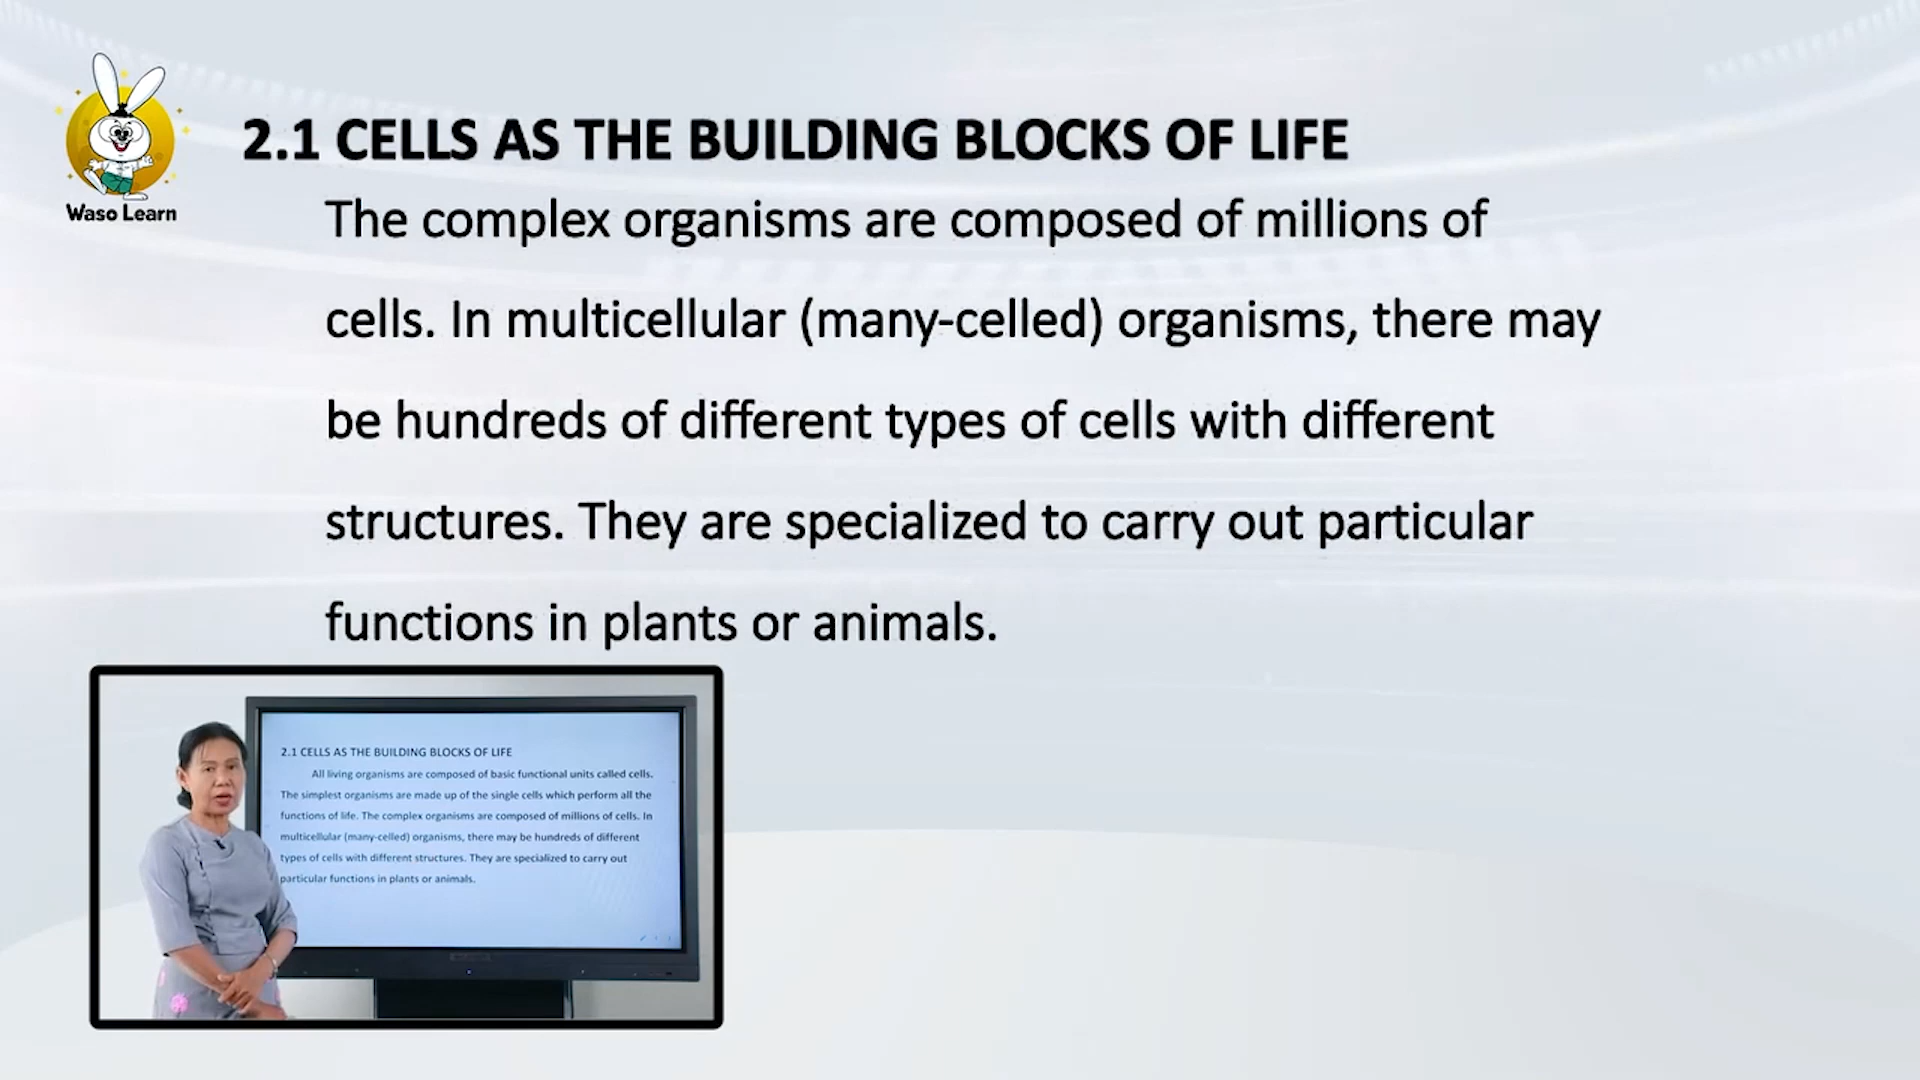 Waso Learn
2.1 CELLS AS THE BUILDING BLOCKS OF LIFE
The complex organisms are composed of millions of
cells. In multicellular (many-celled) organisms, there may
be hundreds of different types of cells with different
structures. They are specialized to carry out particular
functions in plants or animals.
2.1 CELLS AS THE BUILDING BLOCKS OF LIFE
All living organisms are composed of basic functional units called cells.
The simplest organisms are made up of the single cells which perform all the
functions of life. The complex organisms are composed of millions of cells. In
multicellular (many-celled) organisms, there may be hundreds of different
types of cells with different structures. They are specialized to carry out
particular functions in plants or animals.